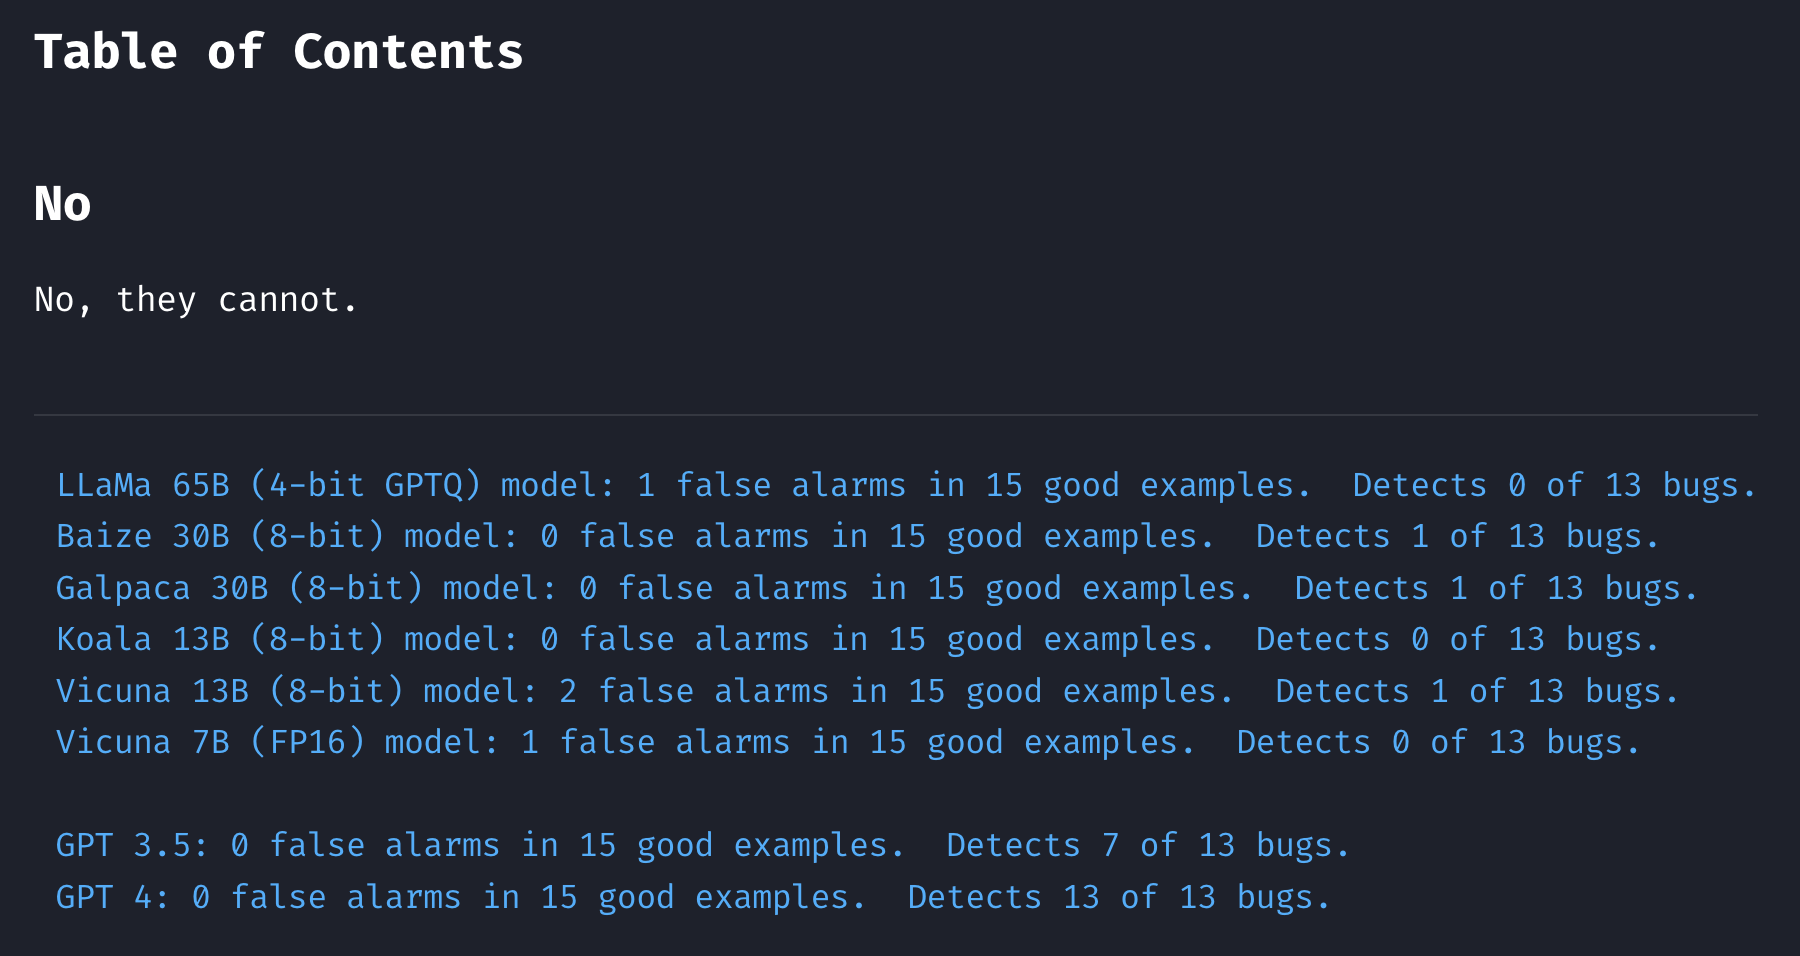 Table of Contents
No
No, they cannot.
LLaMa 65B (4-bit GPTQ) model: 1 false alarms in 15 good examples.  Detects 0 of 13 bugs.
Baize 30B (8-bit) model: 0 false alarms in 15 good examples.  Detects 1 of 13 bugs.
Galpaca 30B (8-bit) model: 0 false alarms in 15 good examples.  Detects 1 of 13 bugs.
Koala 13B (8-bit) model: 0 false alarms in 15 good examples.  Detects 0 of 13 bugs.
Vicuna 13B (8-bit) model: 2 false alarms in 15 good examples.  Detects 1 of 13 bugs.
Vicuna 7B (FP16) model: 1 false alarms in 15 good examples.  Detects 0 of 13 bugs.
GPT 3.5: 0 false alarms in 15 good examples.  Detects 7 of 13 bugs.
GPT 4: 0 false alarms in 15 good examples.  Detects 13 of 13 bugs.